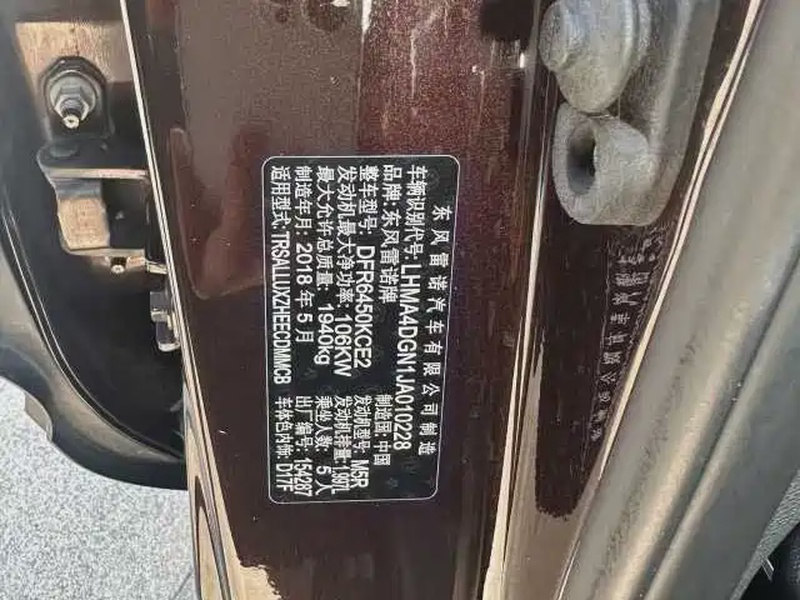 东风雷诺汽车有限公司制造
车辆识别代号:LHMA4DGN1JA010228
品牌:东风雷诺牌 制造国:中国
整车型号:DFR6450KCE2 发动机型号:M5R
发动机最大净功率:106KW 发动机排量:1.997L
最大允许总质量:1940kg 乘坐人数:5人
制造年月:2018年5月 出厂编号:154287
适用型式:TRSALLUXZHEECDMMCB 车体色内饰:D17F